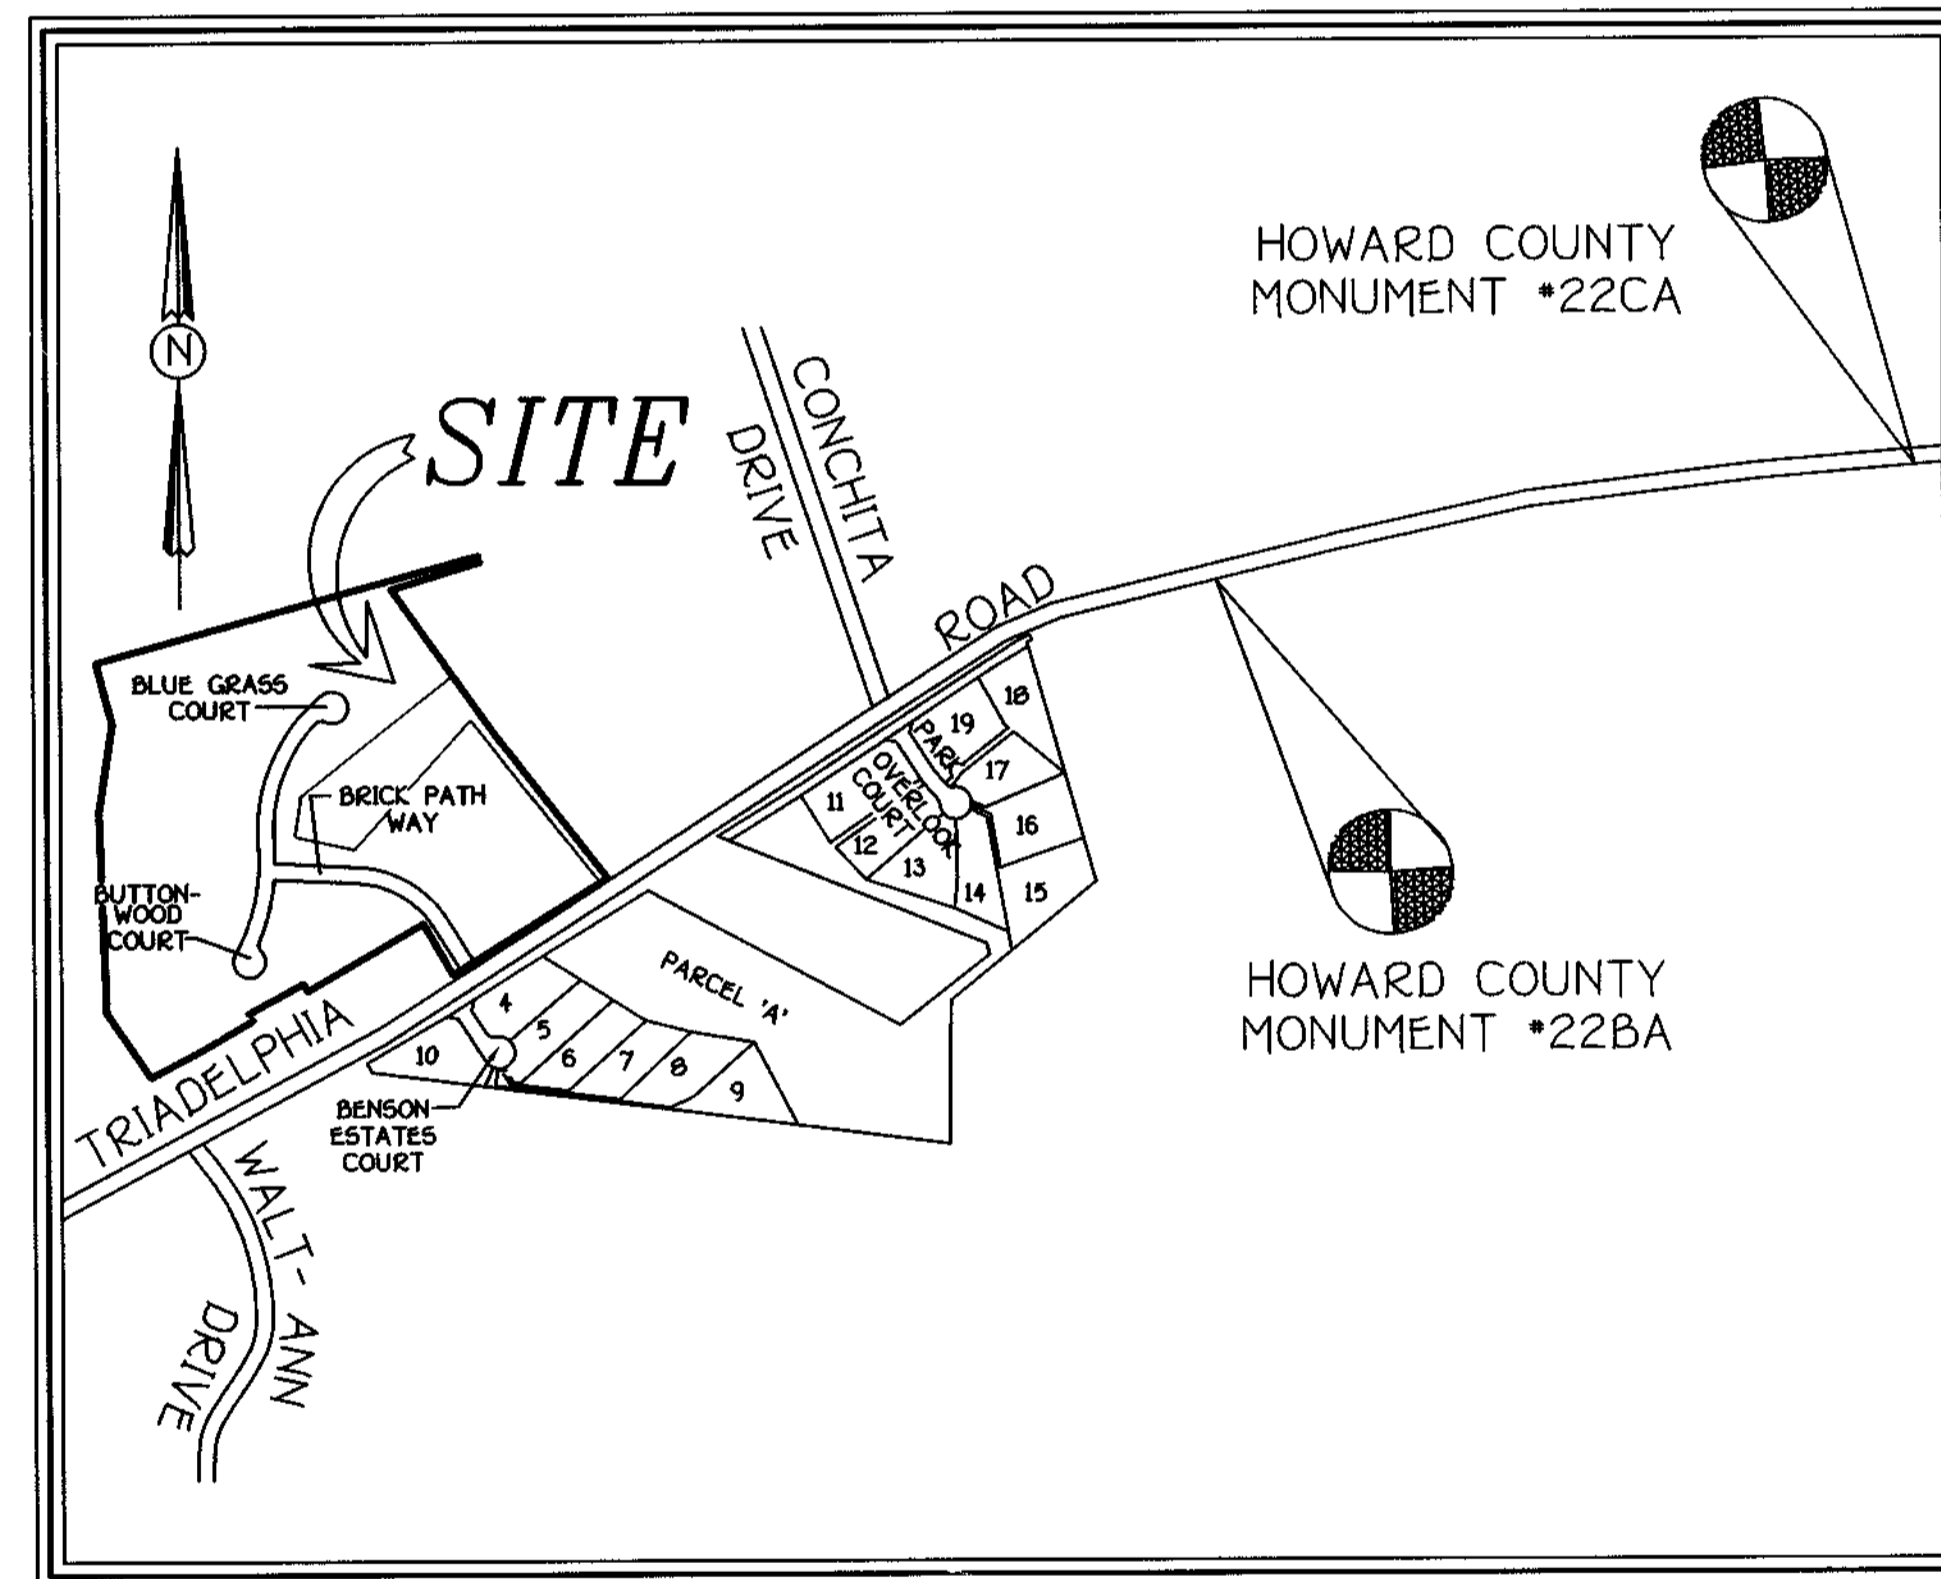 HOWARD COUNTY
MONUMENT #22CA
N
SITE
CONCHITA
DRIVE
ROAD
BLUE GRASS
COURT
BRICK PATH
WAY
BUTTON-
WOOD
COURT
18
19
PARK
OVERLOOK
COURT
17
11
16
12
13
14
15
PARCEL 'A'
4
5
6
7
8
9
10
TRIADELPHIA
BENSON
ESTATES
COURT
HOWARD COUNTY
MONUMENT #22BA
WALT-ANN
DRIVE